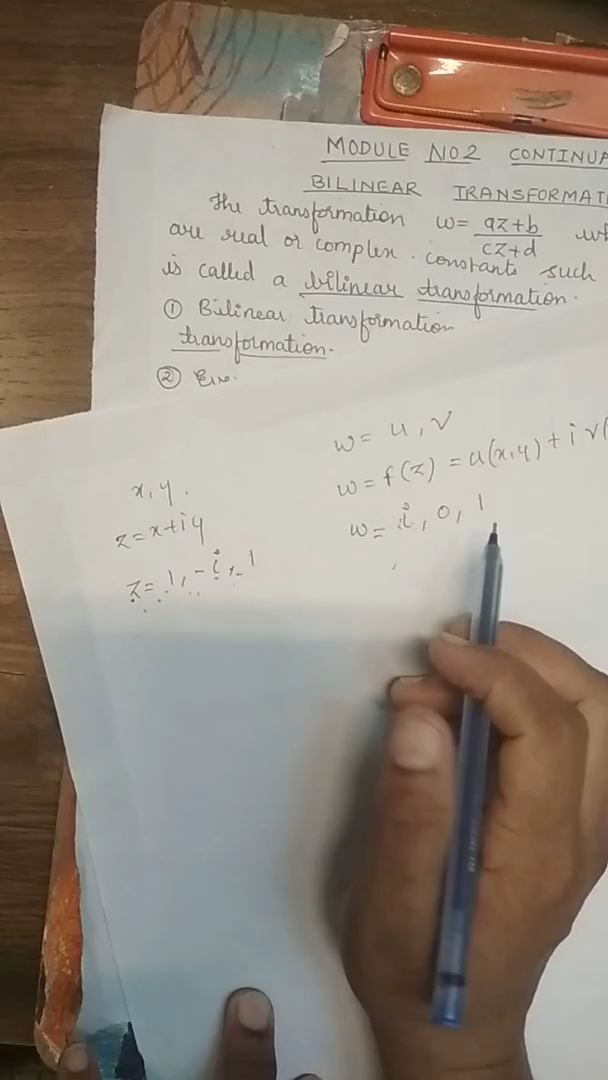 MODULE NO2 CONTINUA
BILINEAR TRANSFORMATI
The transformation w = az+b / cz+d wh
are real or complex constants such
is called a bilinear transformation.
① Bilinear transformation
transformation.
②
w = u, v
w = f(z) = u(x,y) + i v(
w = i, 0, 1
x, y.
z = x+iy
z = 1, -i, -1